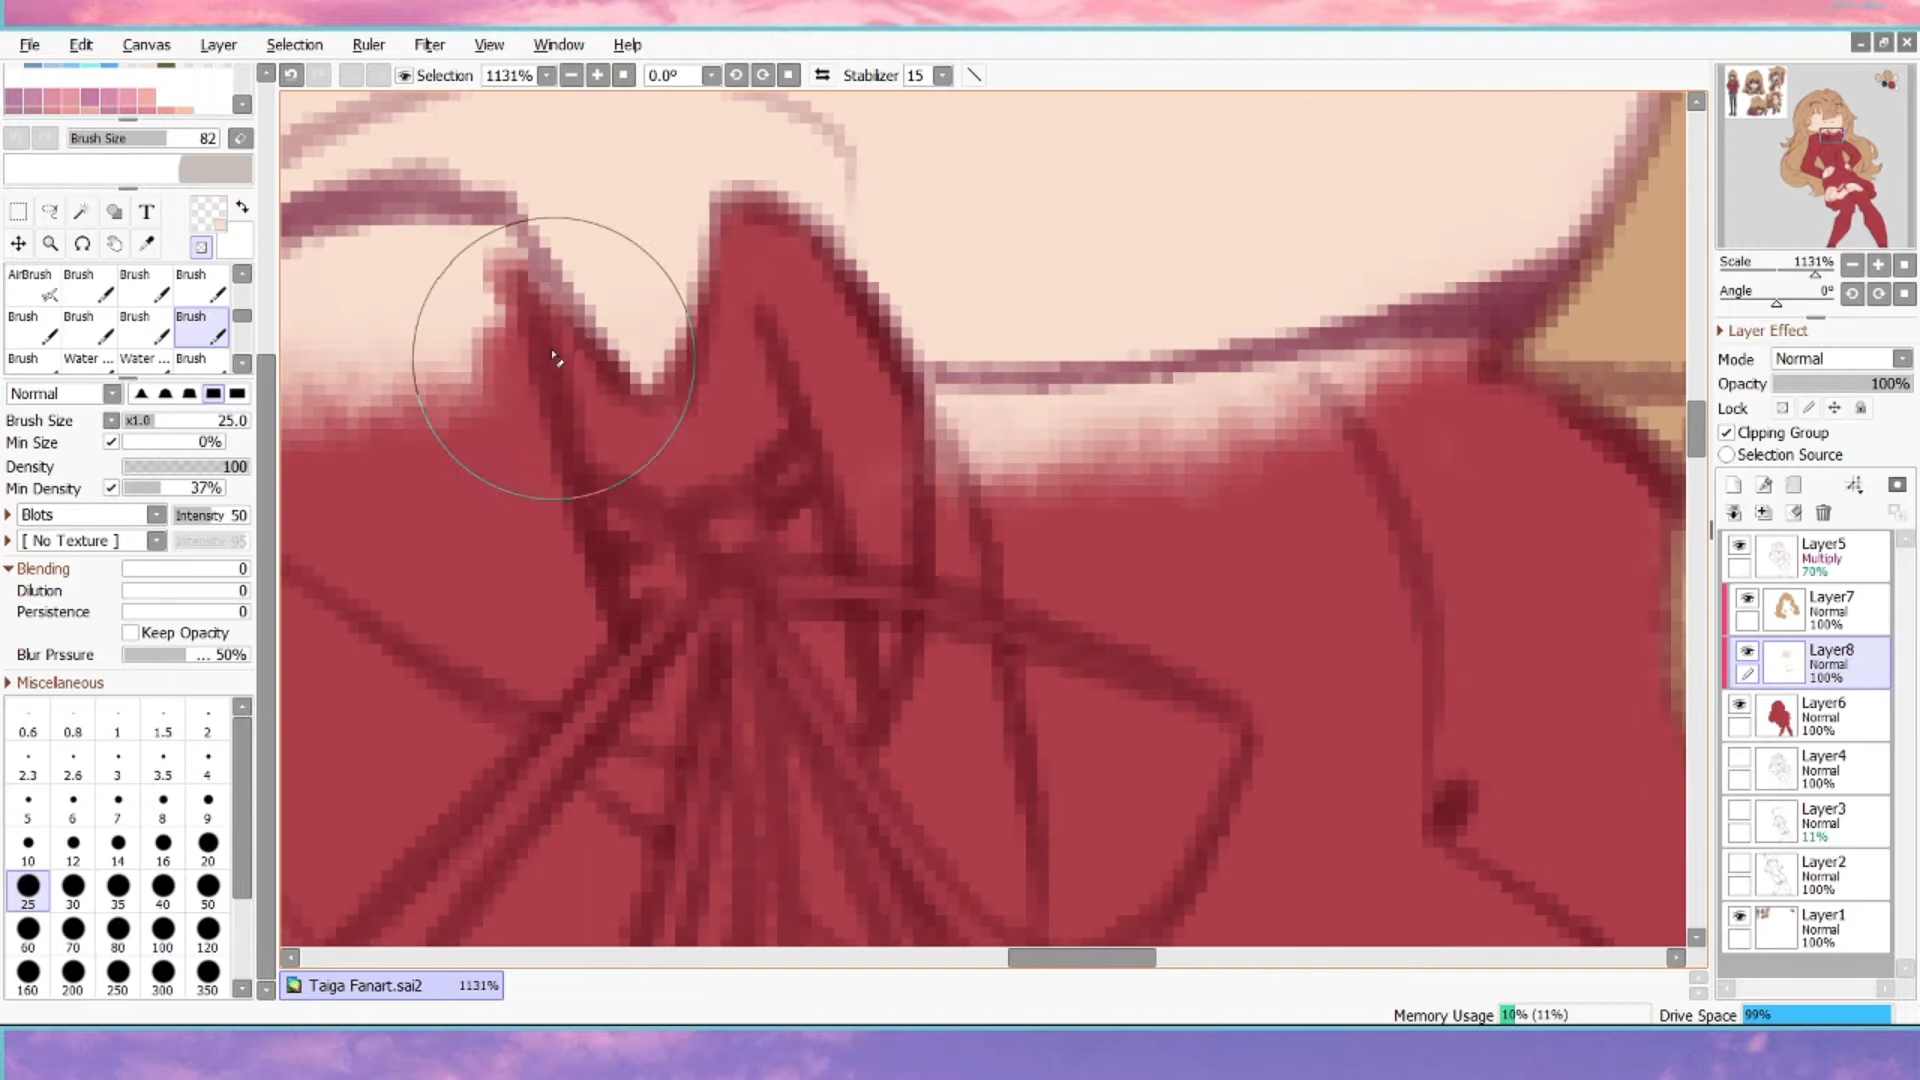 File Edit Canvas Layer Selection Ruler Filter View Window Help
Selection 1131% 0.0º Stabilizer 15
Brush Size 82
T
AirBrush Brush Brush Brush
Brush Brush Brush Brush
Brush Water ... Water ... Brush
Normal
Brush Size x1.0 25.0
Min Size 0%
Density 100
Min Density 37%
Blots Intensity 50
[ No Texture ] Intensity 95
Blending 0
Dilution 0
Persistence 0
Keep Opacity
Blur Prssure ... 50%
Miscellaneous
0.6 0.8 1 1.5 2
2.3 2.6 3 3.5 4
5 6 7 8 9
10 12 14 16 20
25 30 35 40 50
60 70 80 100 120
160 200 250 300 350
Taiga Fanart.sai2 1131%
Scale 1131%
Angle 0º
Layer Effect
Mode Normal
Opacity 100%
Lock
Clipping Group
Selection Source
Layer5
Multiply
70%
Layer7
Normal
100%
Layer8
Normal
100%
Layer6
Normal
100%
Layer4
Normal
100%
Layer3
Normal
11%
Layer2
Normal
100%
Layer1
Normal
100%
Memory Usage 10% (11%) Drive Space 99%